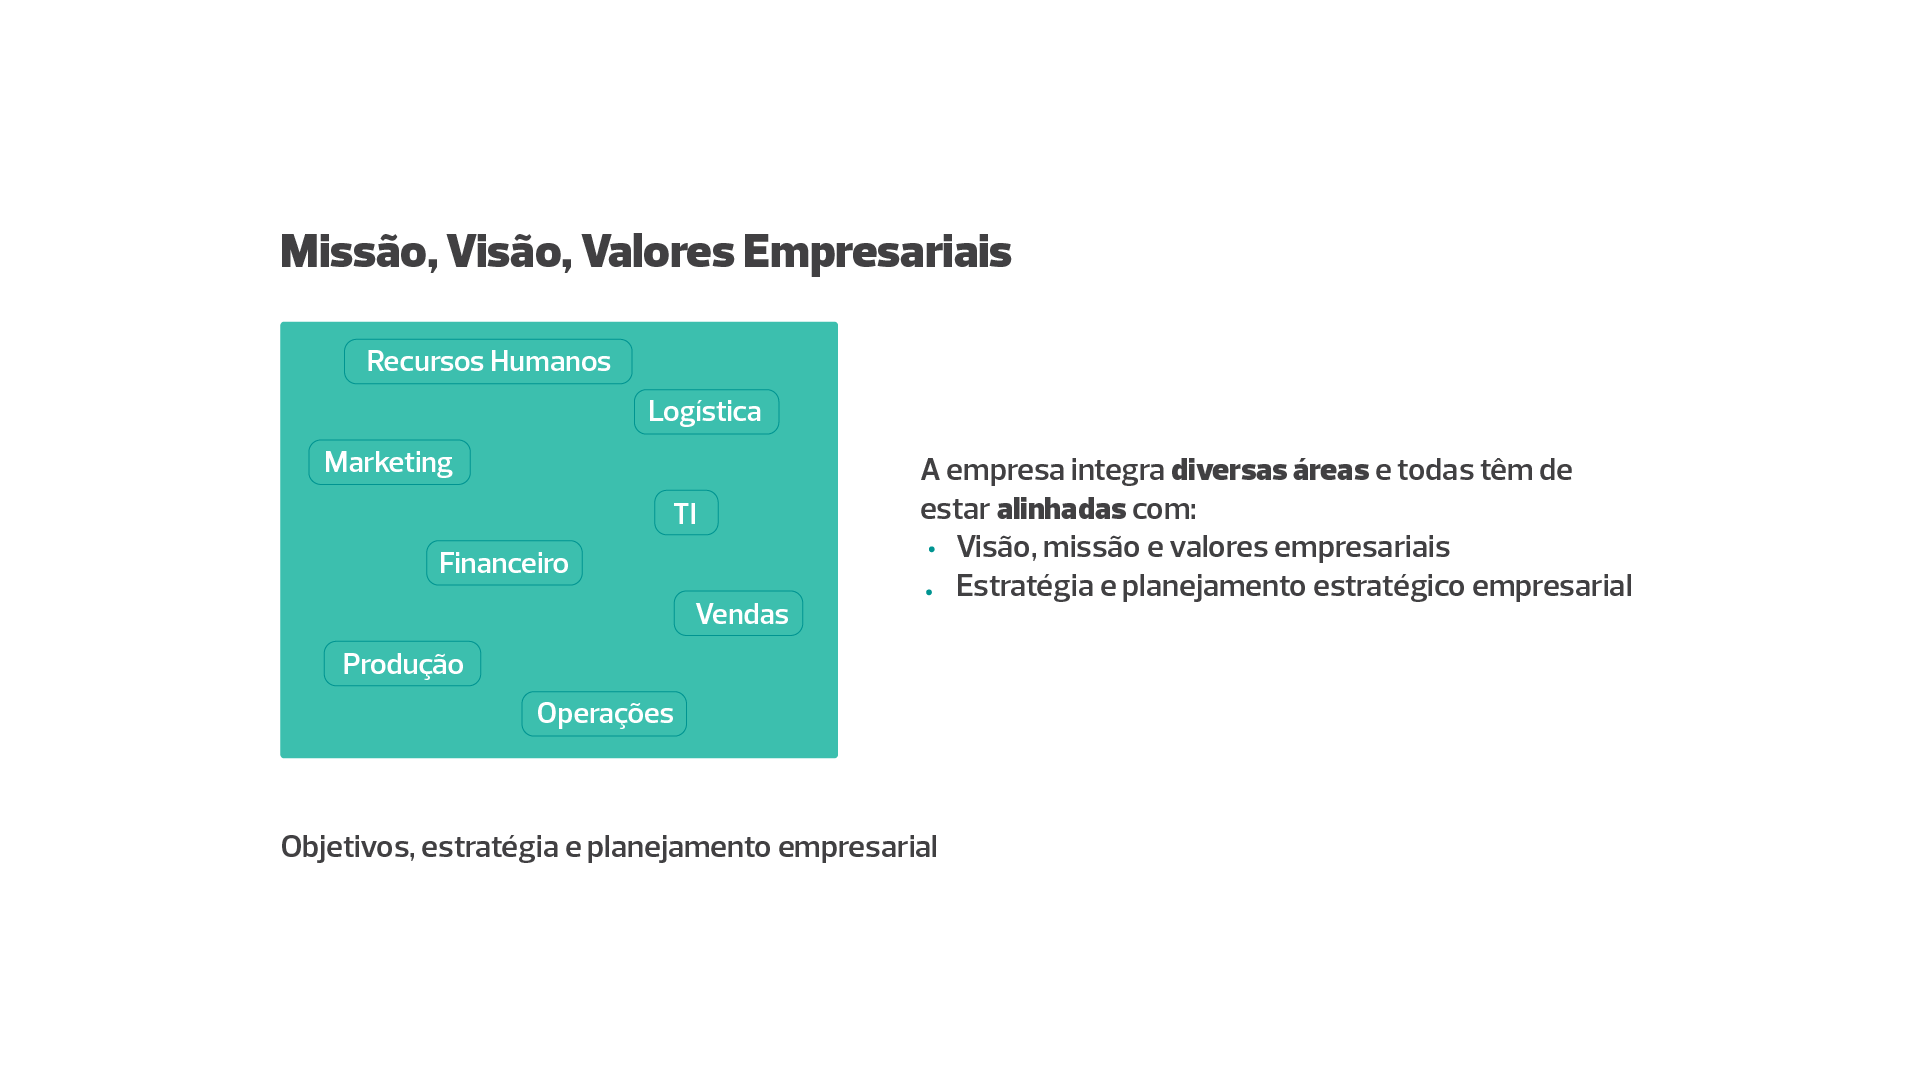 Missão, Visão, Valores Empresariais
Recursos Humanos
Logística
Marketing
TI
Financeiro
Vendas
Produção
Operações
A empresa integra diversas áreas e todas têm de
estar alinhadas com:
• Visão, missão e valores empresariais
• Estratégia e planejamento estratégico empresarial
Objetivos, estratégia e planejamento empresarial